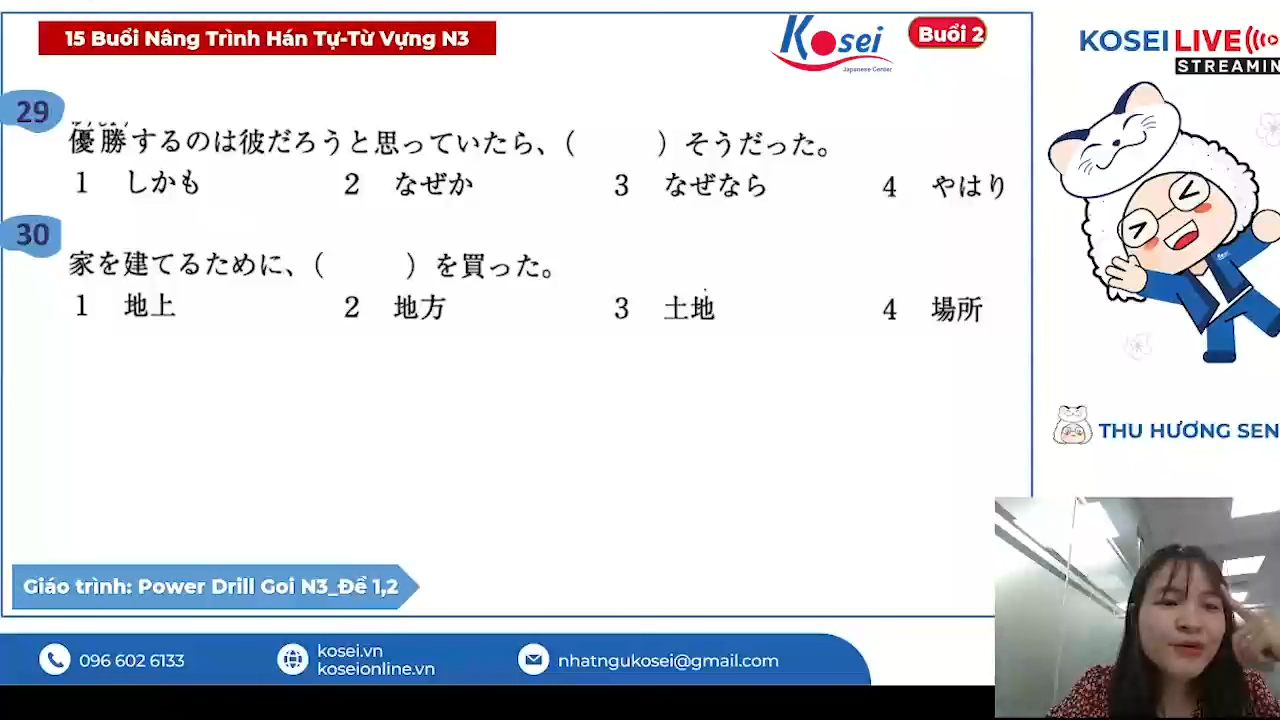 15 Buổi Nâng Trình Hán Tự-Từ Vựng N3
Kosei
Japanese Center
Buổi 2
KOSEI LIVE
STREAMIN
29
ゆうしょう
優勝するのは彼だろうと思っていたら、（　　　）そうだった。
1 しかも 2 なぜか 3 なぜなら 4 やはり
30
家を建てるために、（　　　）を買った。
1 地上 2 地方 3 土地 4 場所
THU HƯƠNG SEN
Giáo trình: Power Drill Goi N3_Đề 1,2
096 602 6133
kosei.vn
koseionline.vn
nhatngukosei@gmail.com